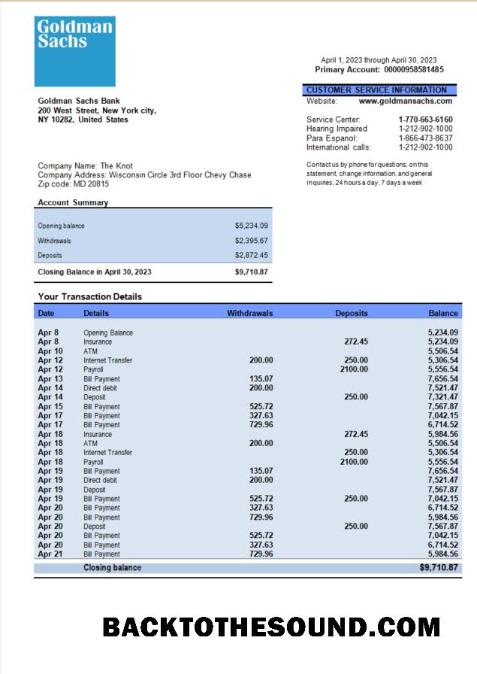 Goldman
Sachs
April 1, 2023 through April 30, 2023
Primary Account: 00000958581485
CUSTOMER SERVICE INFORMATION
Website: www.goldmansachs.com
Goldman Sachs Bank
200 West Street, New York city,
NY 10282, United States
Service Center: 1-770-663-6160
Hearing Impaired 1-212-902-1000
Para Espanol: 1-866-473-8637
International calls: 1-212-902-1000
Contact us by phone for questions, on this
statement, change information, and general
inquiries, 24 hours a day, 7 days a week
Company Name: The Knot
Company Address: Wisconsin Circle 3rd Floor Chevy Chase
Zip code: MD 20815
Account Summary
Opening balance $5,234.09
Withdrawals $2,395.67
Deposits $2,872.45
Closing Balance in April 30, 2023 $9,710.87
Your Transaction Details
Date Details Withdrawals Deposits Balance
Apr 8 Opening Balance 5,234.09
Apr 8 Insurance 272.45 5,234.09
Apr 10 ATM 5,506.54
Apr 12 Internet Transfer 200.00 250.00 5,306.54
Apr 12 Payroll 2100.00 5,556.54
Apr 13 Bill Payment 135.07 7,656.54
Apr 14 Direct debit 200.00 7,521.47
Apr 14 Deposit 250.00 7,321.47
Apr 15 Bill Payment 525.72 7,567.87
Apr 17 Bill Payment 327.63 7,042.15
Apr 17 Bill Payment 729.96 6,714.52
Apr 18 Insurance 272.45 5,984.56
Apr 18 ATM 200.00 5,506.54
Apr 18 Internet Transfer 250.00 5,306.54
Apr 18 Payroll 2100.00 5,556.54
Apr 19 Bill Payment 135.07 7,656.54
Apr 19 Direct debit 200.00 7,521.47
Apr 19 Deposit 7,567.87
Apr 19 Bill Payment 525.72 250.00 7,042.15
Apr 20 Bill Payment 327.63 6,714.52
Apr 20 Bill Payment 729.96 5,984.56
Apr 20 Deposit 250.00 7,567.87
Apr 20 Bill Payment 525.72 7,042.15
Apr 20 Bill Payment 327.63 6,714.52
Apr 21 Bill Payment 729.96 5,984.56
Closing balance $9,710.87
BACKTOTHESOUND.COM